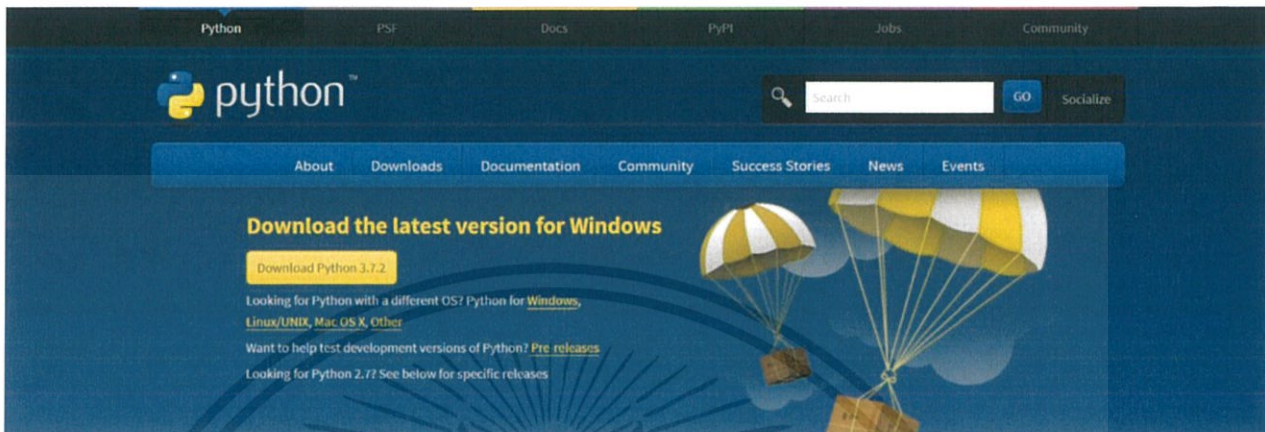 Python PSF Docs PyPI Jobs Community
python™
Search GO Socialize
About Downloads Documentation Community Success Stories News Events
Download the latest version for Windows
Download Python 3.7.2
Looking for Python with a different OS? Python for Windows,
Linux/UNIX, Mac OS X, Other
Want to help test development versions of Python? Pre-releases
Looking for Python 2.7? See below for specific releases